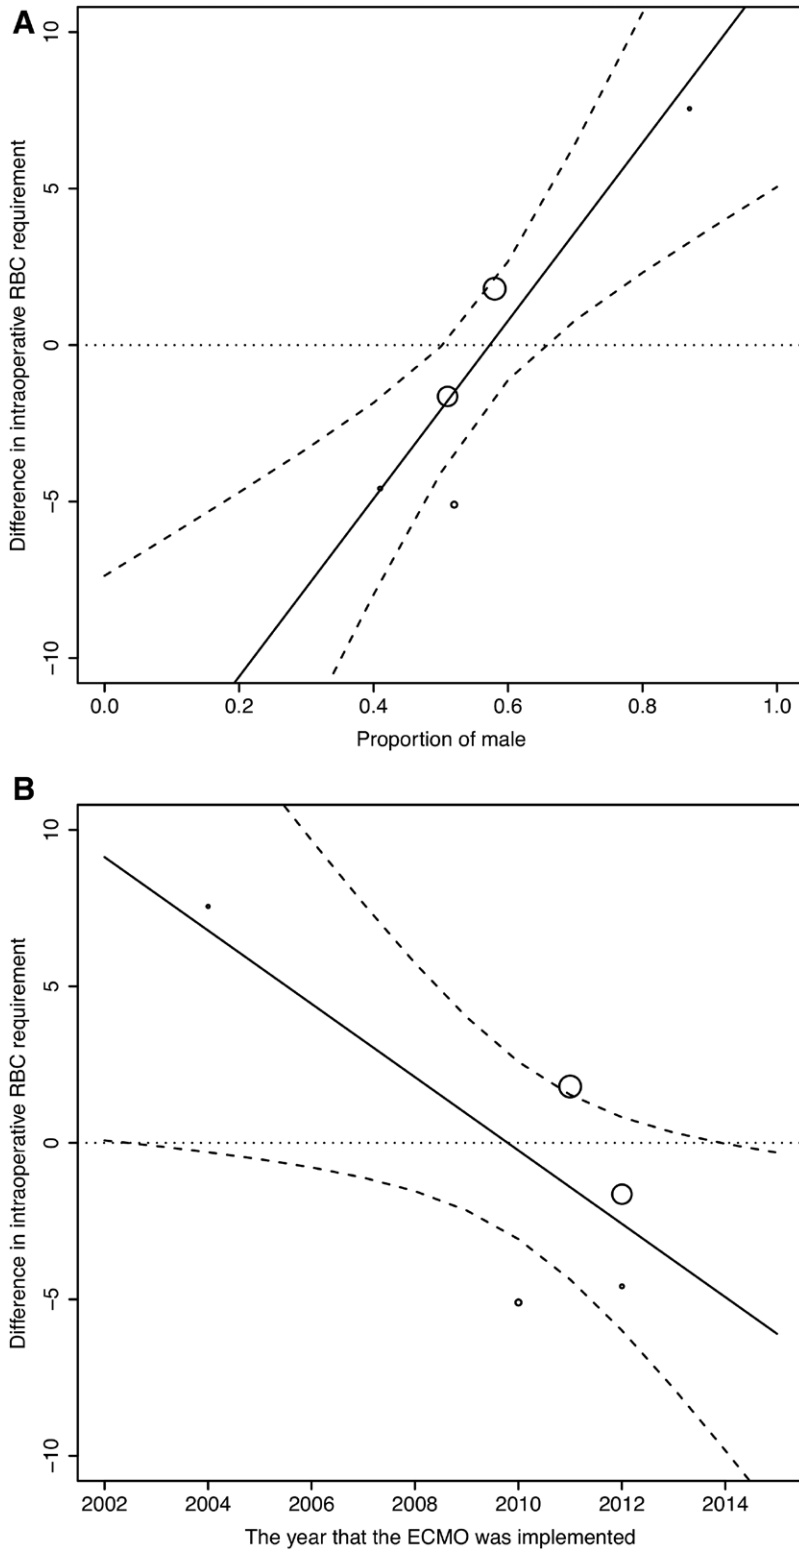 A
Difference in intraoperative RBC requirement
10
5
0
−5
−10
0.0 0.2 0.4 0.6 0.8 1.0
Proportion of male
B
Difference in intraoperative RBC requirement
10
5
0
−5
−10
2002 2004 2006 2008 2010 2012 2014
The year that the ECMO was implemented